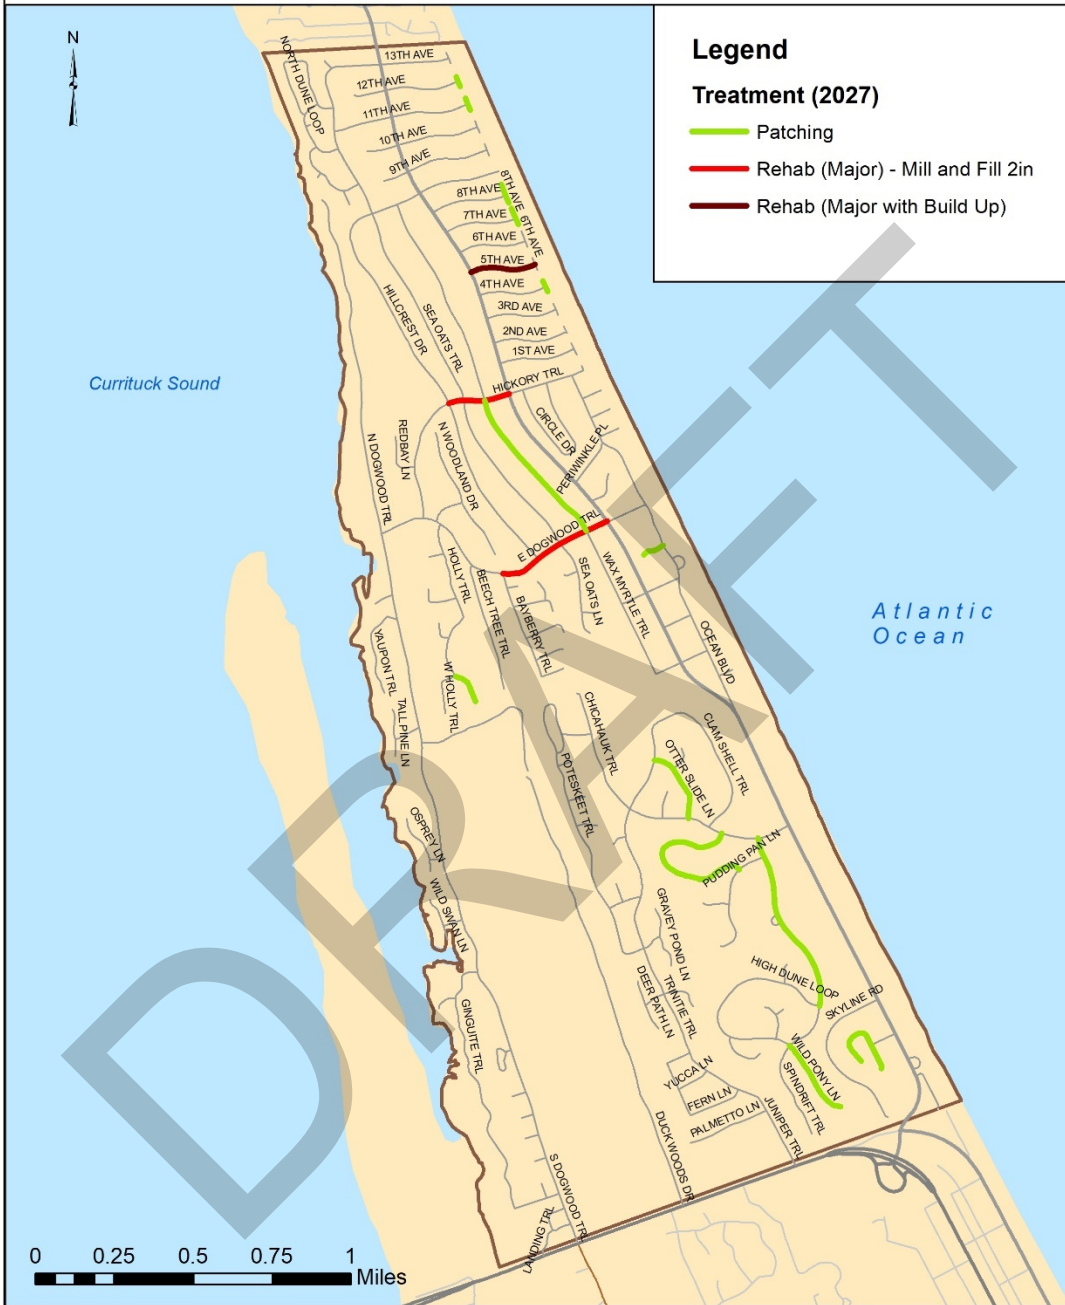 N
Legend
Treatment (2027)
Patching
Rehab (Major) - Mill and Fill 2in
Rehab (Major with Build Up)
NORTH DUNE LOOP
13TH AVE
12TH AVE
11TH AVE
10TH AVE
9TH AVE
8TH AVE
8TH AVE
7TH AVE
6TH AVE
6TH AVE
5TH AVE
4TH AVE
3RD AVE
2ND AVE
1ST AVE
HILLCREST DR
SEA OATS TRL
HICKORY TRL
Currituck Sound
CIRCLE DR
PERIWINKLE PL
REDBAY LN
N WOODLAND DR
N DOGWOOD TRL
E DOGWOOD TRL
HOLLY TRL
BEECH TREE TRL
BAYBERRY TRL
SEA OATS LN
WAX MYRTLE TRL
OCEAN BLVD
Atlantic
Ocean
YAUPON TRL
W HOLLY TRL
TALL PINE LN
CHICAHAUK TRL
POTESKEET TRL
OTTER SLIDE LN
CLAM SHELL TRL
OSPREY LN
PUDDING PAN LN
WILD SWAN LN
GRAVEY POND LN
DEER PATH LN
TRINITIE TRL
HIGH DUNE LOOP
SKYLINE RD
GINGUITE TRL
WILD PONY LN
SPINDRIFT TRL
YUCCA LN
FERN LN
PALMETTO LN
JUNIPER TRL
DUCK WOODS DR
S DOGWOOD TRL
LANDING TRL
DRAFT
0 0.25 0.5 0.75 1
Miles